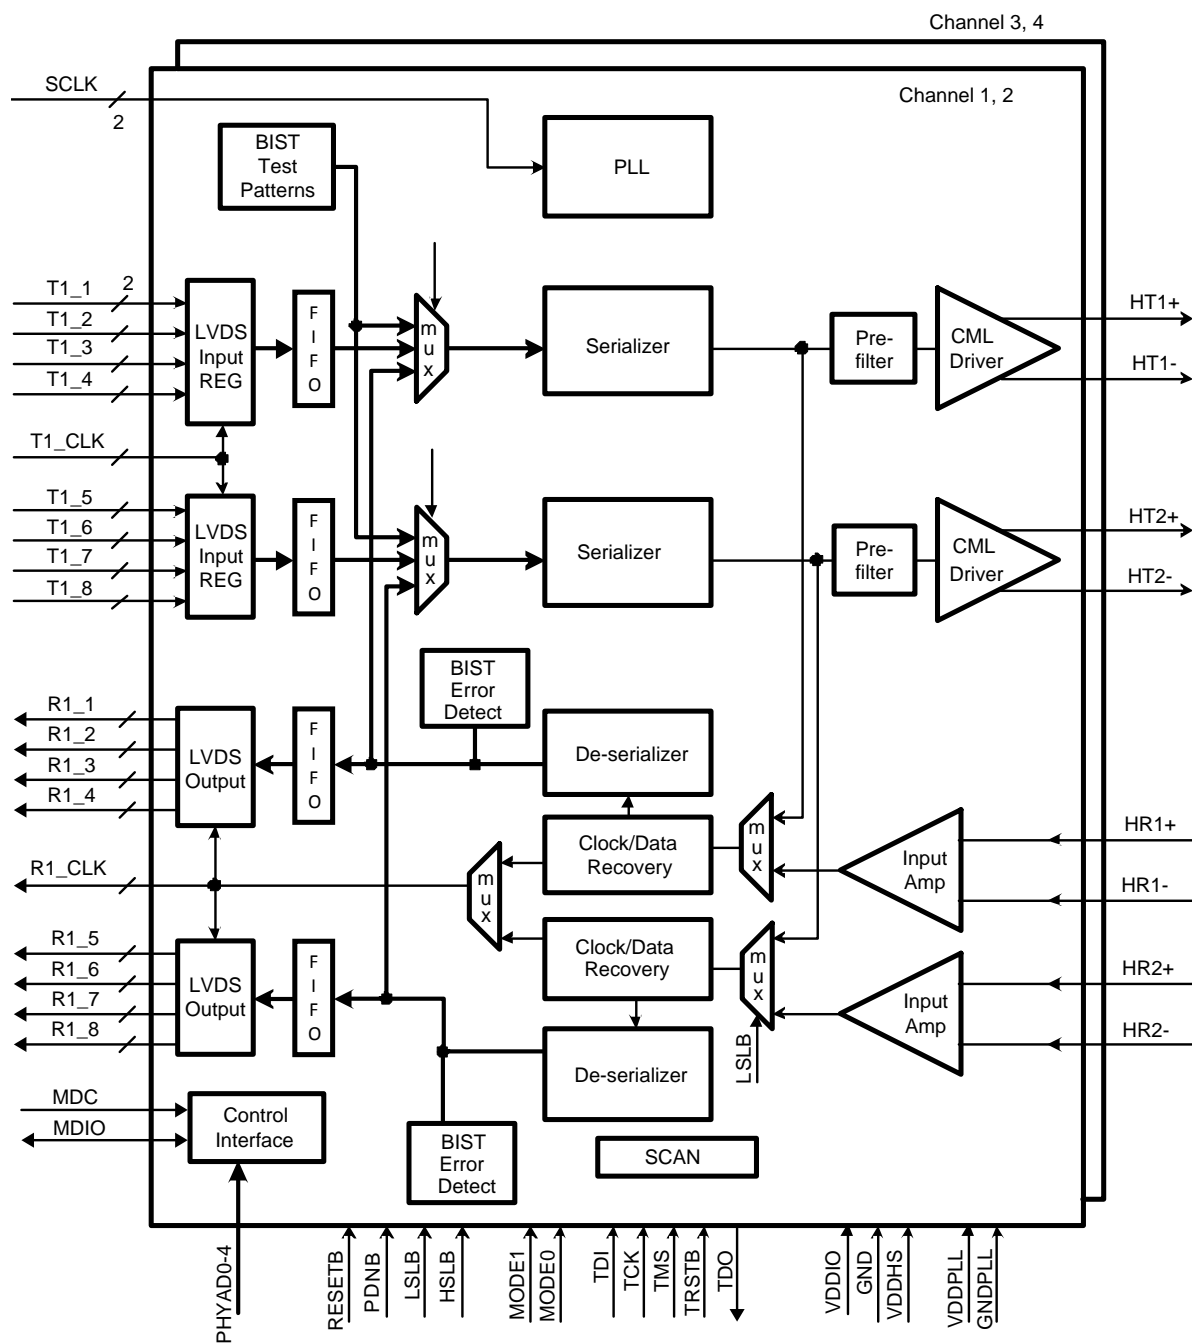 Channel 3, 4
Channel 1, 2
SCLK
2
BIST
Test
Patterns
PLL
T1_1
2
T1_2
T1_3
T1_4
LVDS
Input
REG
F
I
F
O
m
u
x
Serializer
Pre-
filter
CML
Driver
HT1+
HT1-
T1_CLK
T1_5
T1_6
T1_7
T1_8
LVDS
Input
REG
F
I
F
O
m
u
x
Serializer
Pre-
filter
CML
Driver
HT2+
HT2-
BIST
Error
Detect
R1_1
R1_2
R1_3
R1_4
LVDS
Output
F
I
F
O
De-serializer
Clock/Data
Recovery
m
u
x
Input
Amp
HR1+
HR1-
R1_CLK
m
u
x
R1_5
R1_6
R1_7
R1_8
LVDS
Output
F
I
F
O
Clock/Data
Recovery
m
u
x
LSLB
Input
Amp
HR2+
HR2-
De-serializer
MDC
MDIO
Control
Interface
BIST
Error
Detect
SCAN
PHYAD0-4
RESETB
PDNB
LSLB
HSLB
MODE1
MODE0
TDI
TCK
TMS
TRSTB
TDO
VDDIO
GND
VDDHS
VDDPLL
GNDPLL